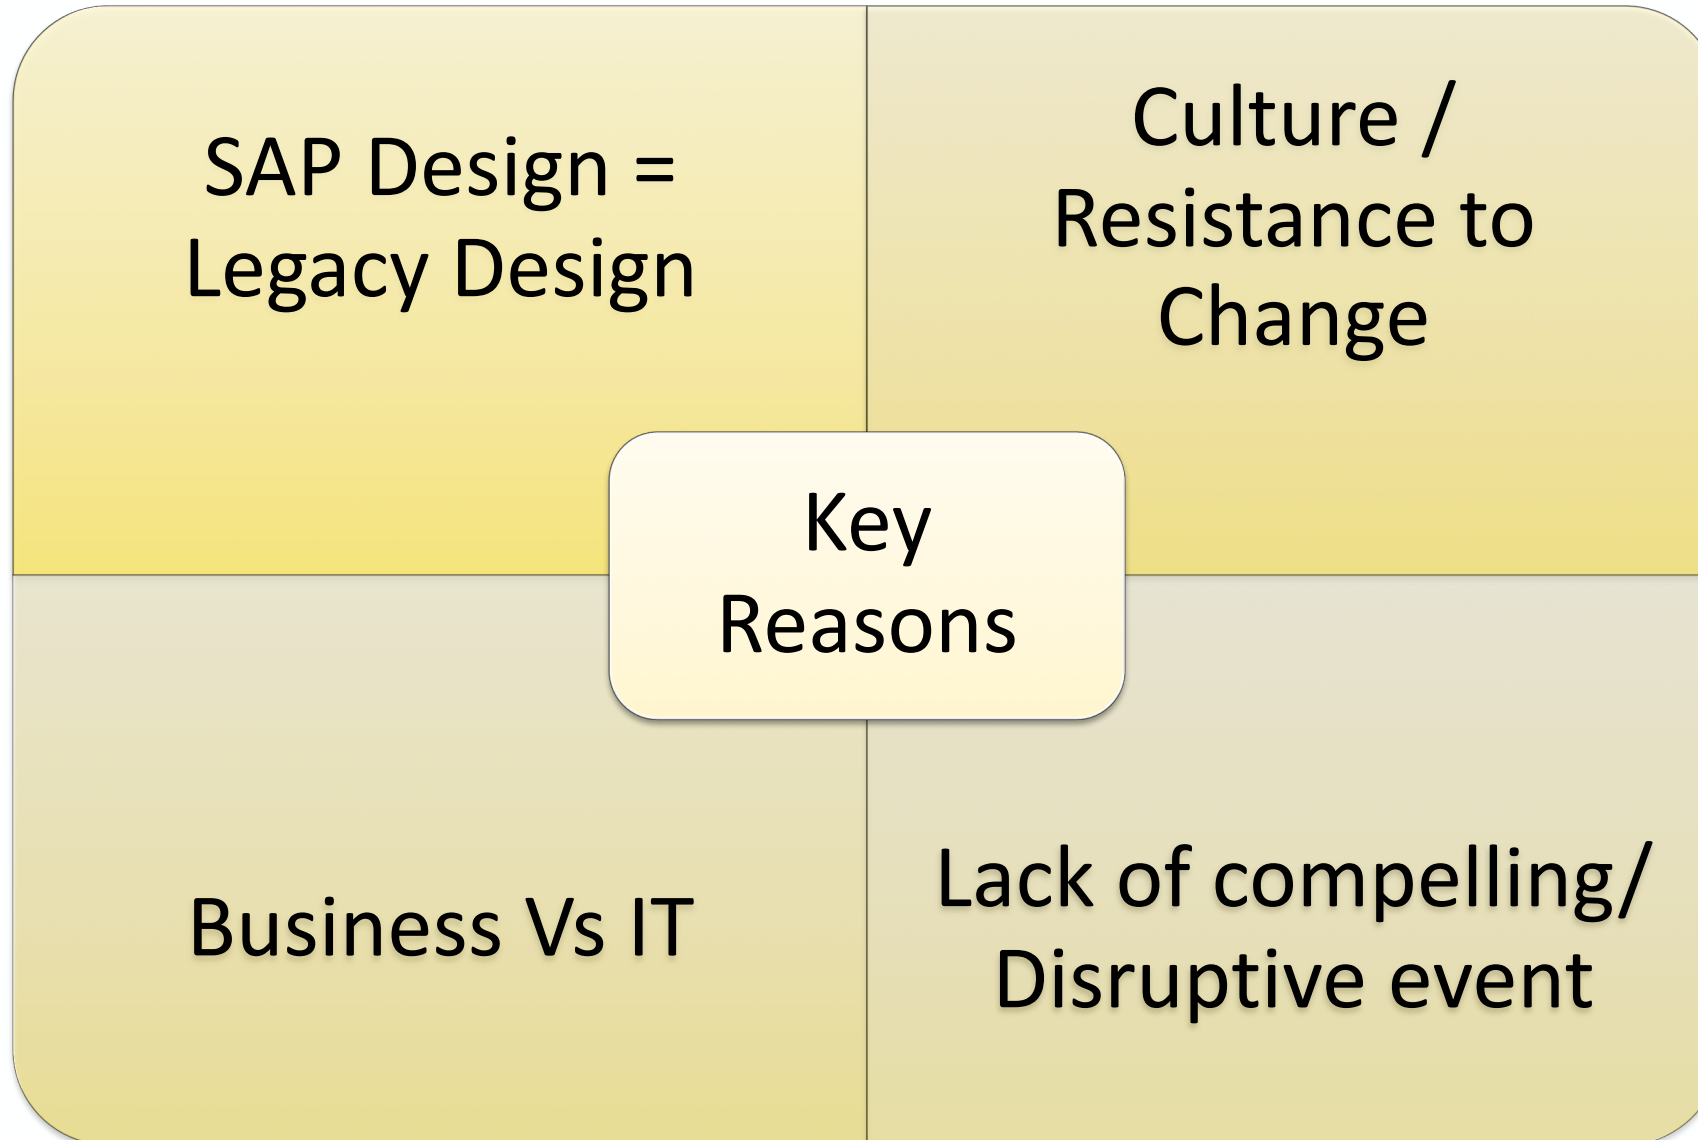 SAP Design =
Legacy Design
Culture /
Resistance to
Change
Key
Reasons
Business Vs IT
Lack of compelling/
Disruptive event